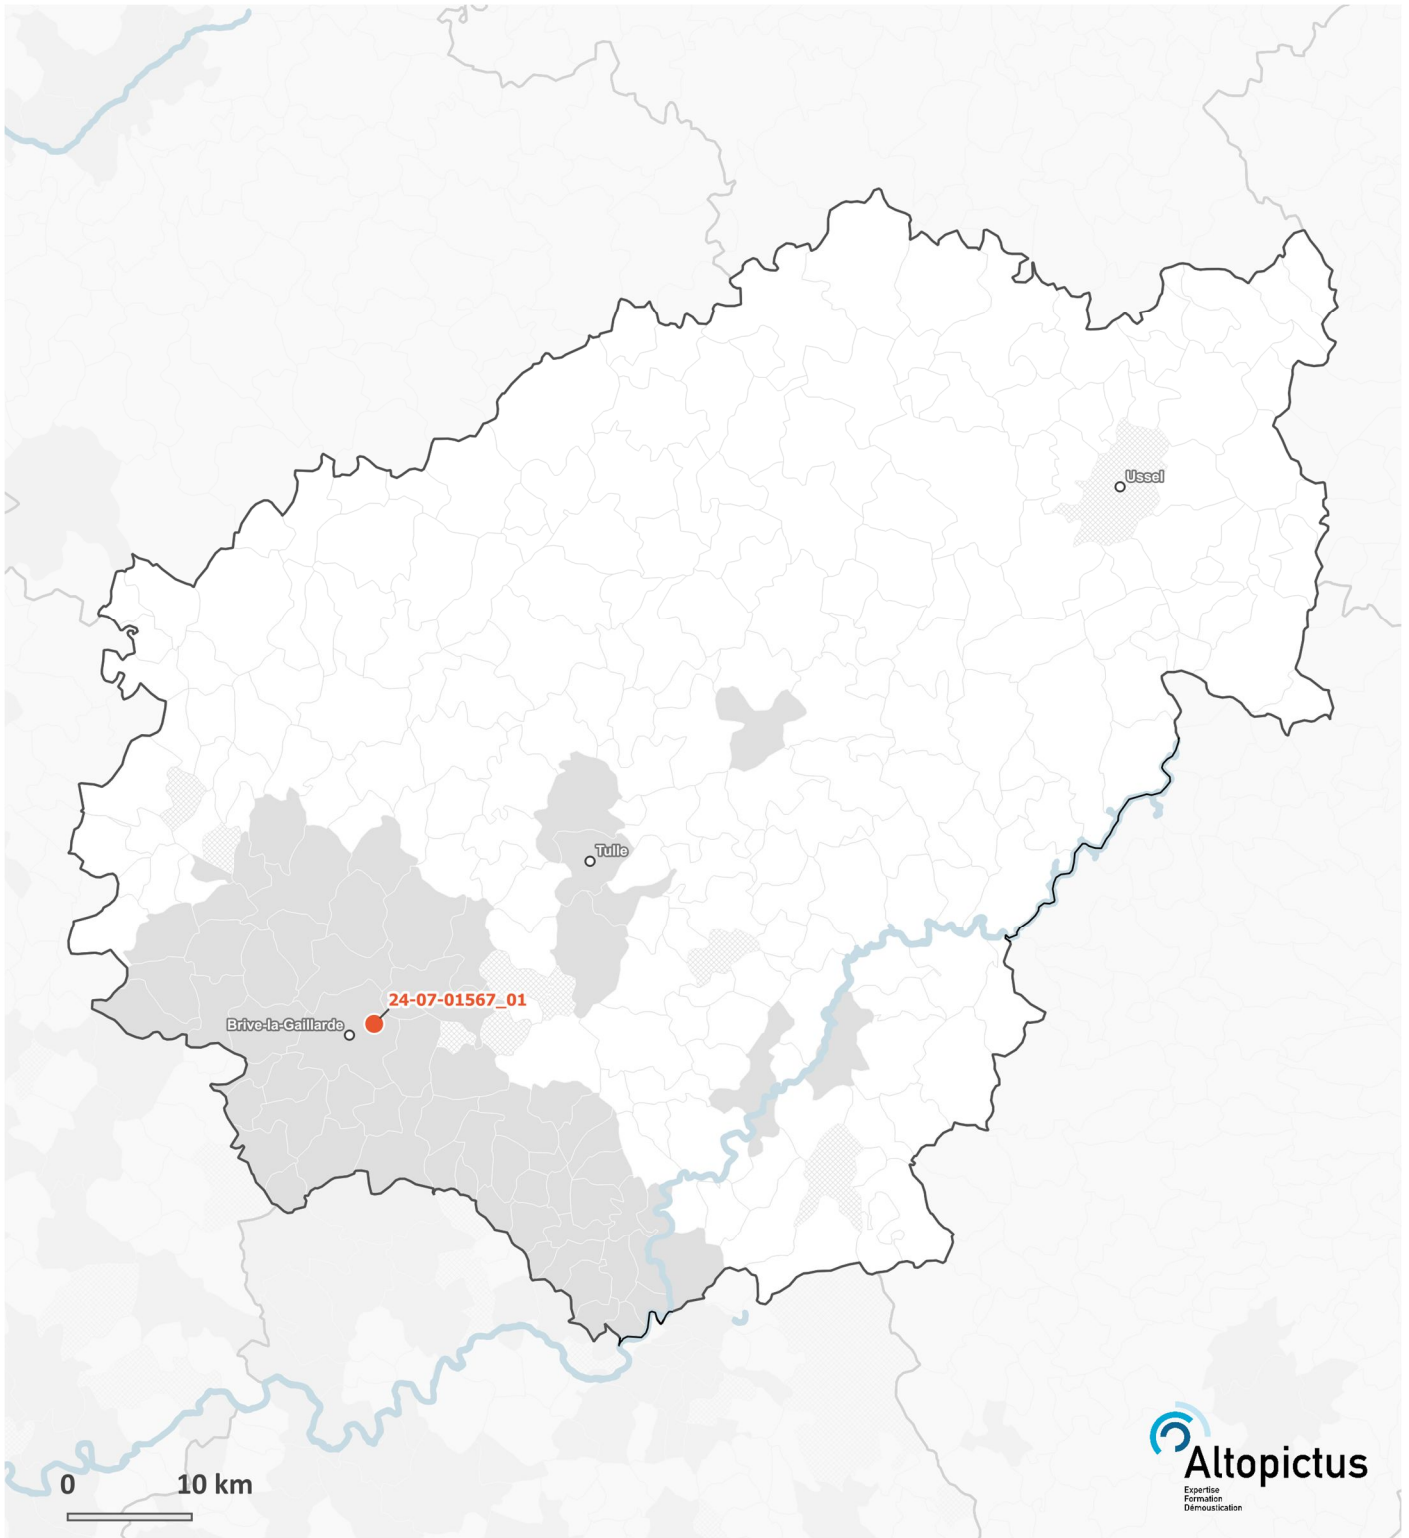 Ussel
Tulle
24-07-01567_01
Brive-la-Gaillarde
0 10 km
Altopictus
Expertise
Formation
Démoustication